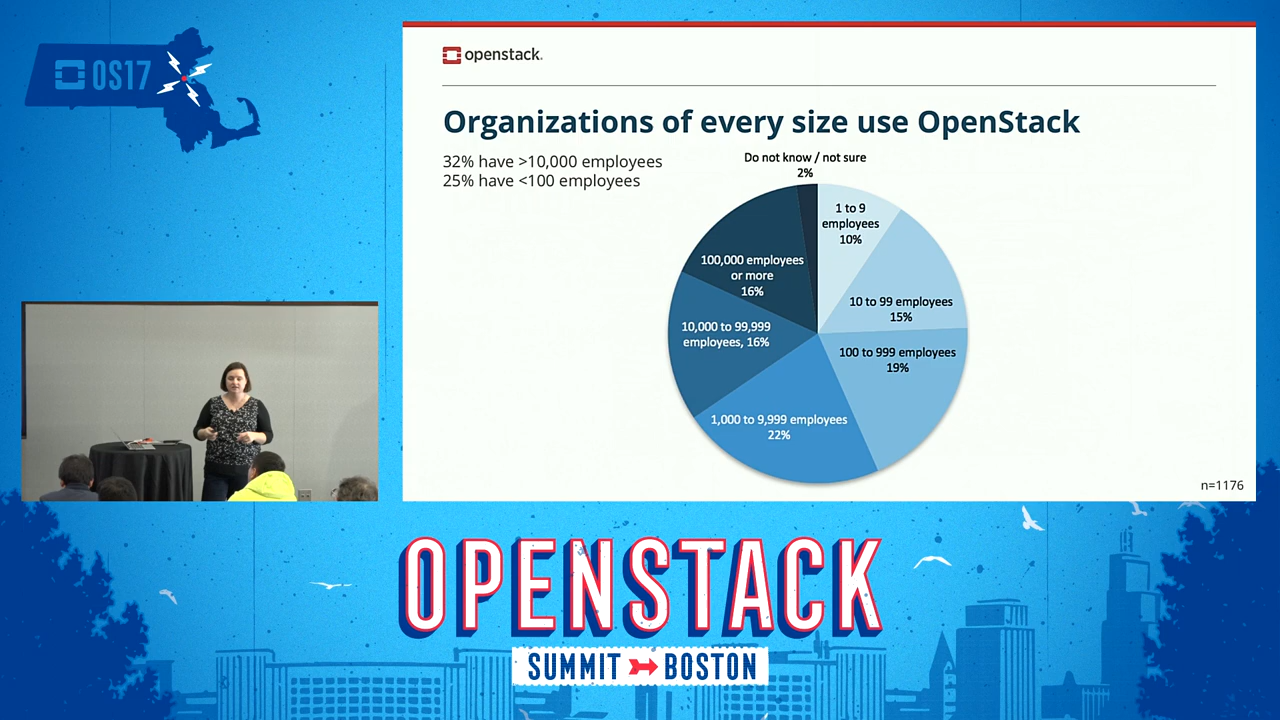 OS17
openstack.
Organizations of every size use OpenStack
32% have >10,000 employees
25% have <100 employees
Do not know / not sure
2%
1 to 9
employees
10%
10 to 99 employees
15%
100 to 999 employees
19%
1,000 to 9,999 employees
22%
10,000 to 99,999
employees, 16%
100,000 employees
or more
16%
n=1176
OPENSTACK
SUMMIT BOSTON